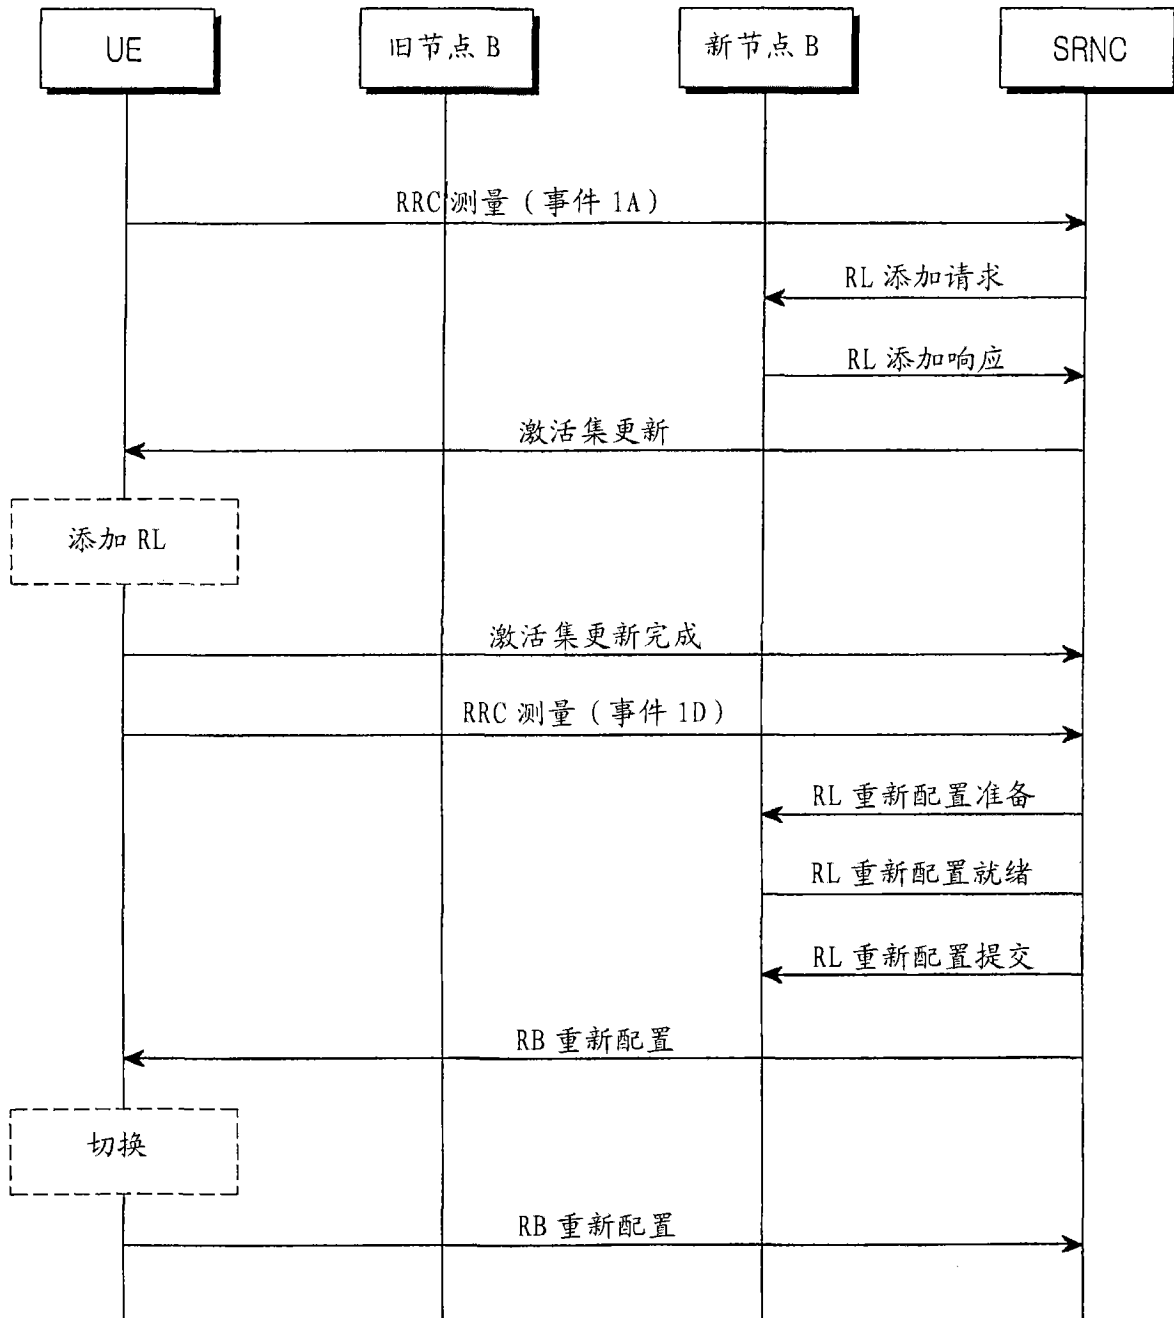 UE
旧节点 B
新节点 B
SRNC
RRC 测量（事件 1A）
RL 添加请求
RL 添加响应
激活集更新
添加 RL
激活集更新完成
RRC 测量（事件 1D）
RL 重新配置准备
RL 重新配置就绪
RL 重新配置提交
RB 重新配置
切换
RB 重新配置